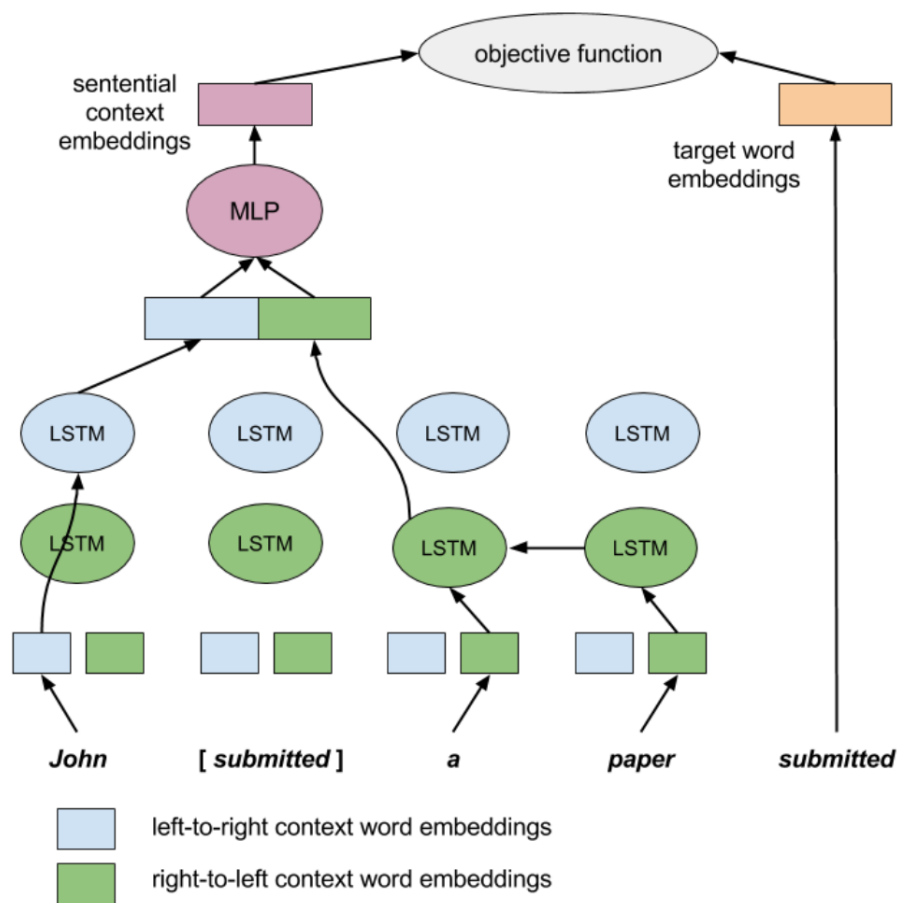 objective function
sentential
context
embeddings
target word
embeddings
MLP
LSTM LSTM LSTM LSTM
LSTM LSTM LSTM LSTM
John [ submitted ] a paper submitted
left-to-right context word embeddings
right-to-left context word embeddings